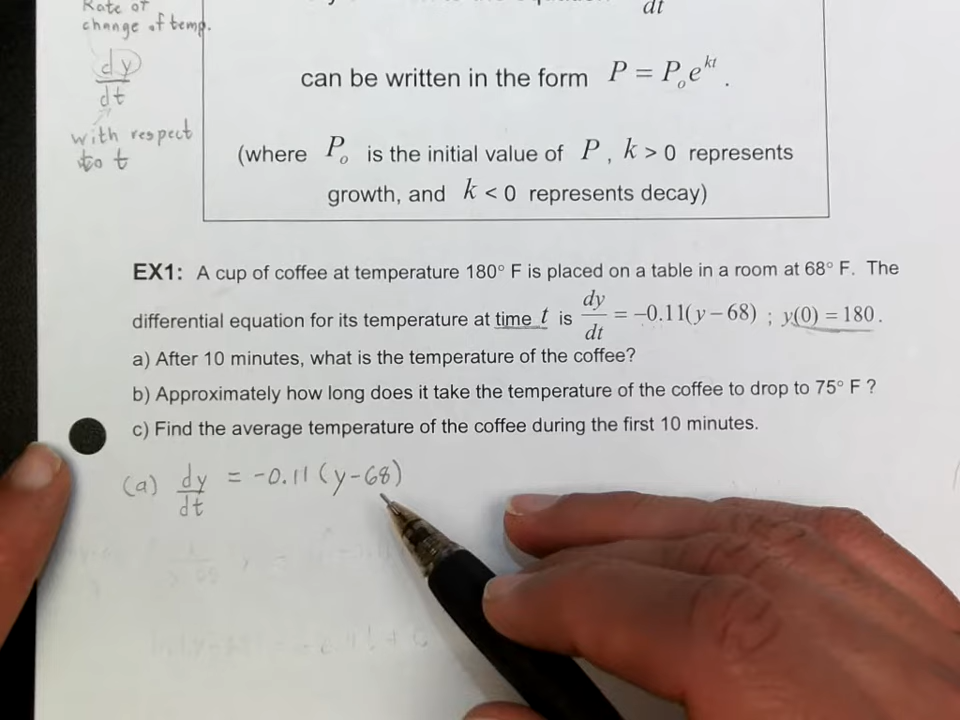 Rate of
change of temp.
dt
dy
dt
can be written in the form P = P₀e^{kt} .
with respect
to t
(where P₀ is the initial value of P , k > 0 represents
growth, and k < 0 represents decay)
EX1: A cup of coffee at temperature 180° F is placed on a table in a room at 68° F. The
differential equation for its temperature at time t is dy/dt = −0.11(y − 68) ; y(0) = 180.
a) After 10 minutes, what is the temperature of the coffee?
b) Approximately how long does it take the temperature of the coffee to drop to 75° F ?
c) Find the average temperature of the coffee during the first 10 minutes.
(a) dy/dt = -0.11 (y-68)